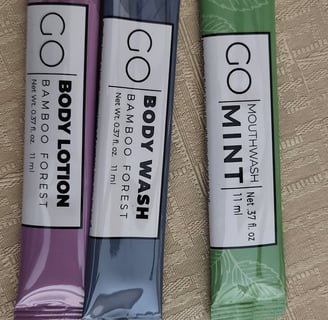 GO
BODY LOTION
BAMBOO FOREST
Net Wt. 0.37 fl. oz. 11 ml
GO
BODY WASH
BAMBOO FOREST
Net Wt. 0.37 fl. oz. 11 ml
GO
MOUTHWASH
MINT
Net .37 fl. oz
11 ml